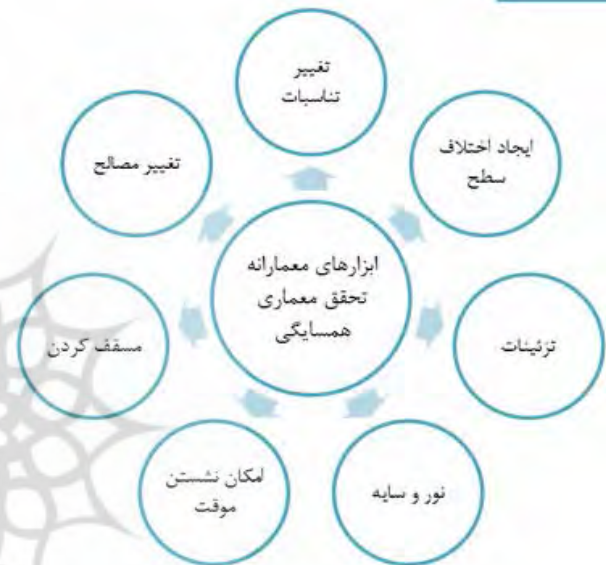 تغییر
تناسبات
ایجاد اختلاف
سطح
تغییر مصالح
ابزارهای معمارانه
تحقق معماری
همسایگی
تزئینات
مسقف کردن
نور و سایه
امکان نشستن
موقت